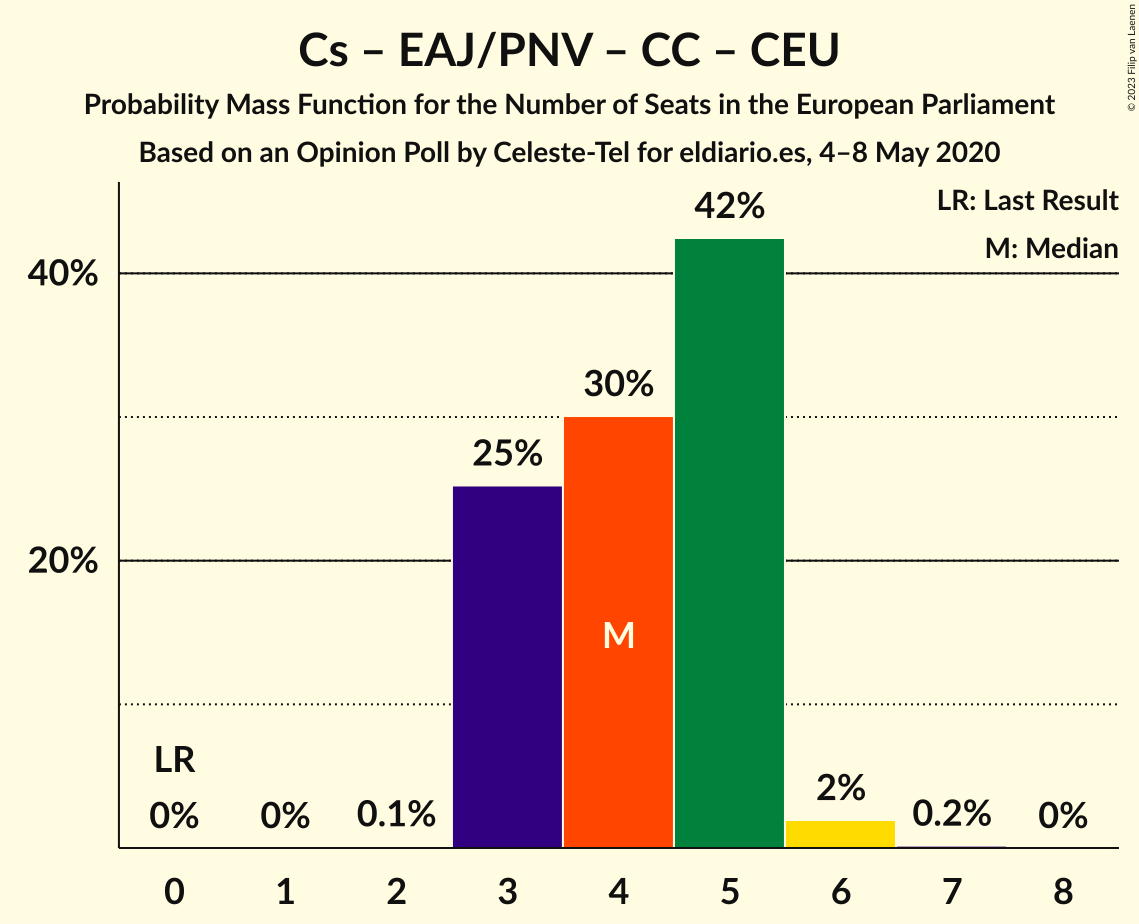 Cs – EAJ/PNV – CC – CEU
Probability Mass Function for the Number of Seats in the European Parliament
Based on an Opinion Poll by Celeste-Tel for eldiario.es, 4–8 May 2020
© 2023 Filip van Laenen
LR: Last Result
M: Median
42%
40%
30%
25%
20%
M
LR
0% 0% 0.1% 2% 0.2% 0%
0 1 2 3 4 5 6 7 8